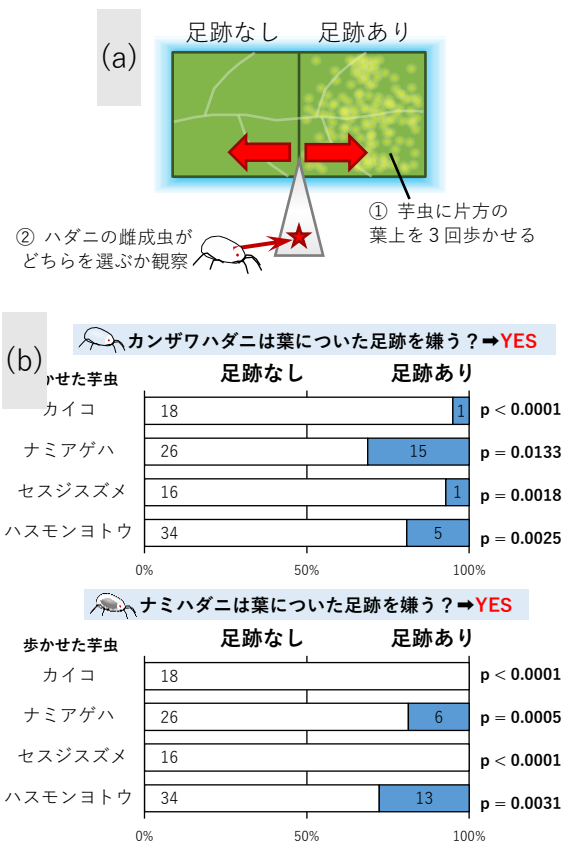 足跡なし 足跡あり
(a)
① 芋虫に片方の
葉上を３回歩かせる
② ハダニの雌成虫が
どちらを選ぶか観察
(b)
カンザワハダニは葉についた足跡を嫌う？➡YES
かせた芋虫 足跡なし 足跡あり
カイコ 18 1 p < 0.0001
ナミアゲハ 26 15 p = 0.0133
セスジスズメ 16 1 p = 0.0018
ハスモンヨトウ 34 5 p = 0.0025
0% 50% 100%
ナミハダニは葉についた足跡を嫌う？➡YES
歩かせた芋虫 足跡なし 足跡あり
カイコ 18 p < 0.0001
ナミアゲハ 26 6 p = 0.0005
セスジスズメ 16 p < 0.0001
ハスモンヨトウ 34 13 p = 0.0031
0% 50% 100%